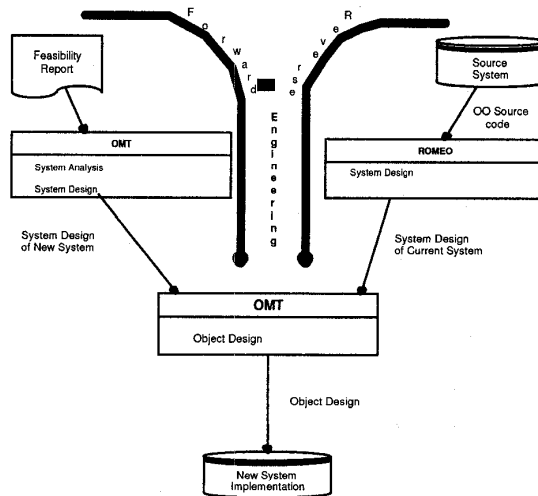 Forward
Reverse
Engineering
Feasibility
Report
Source
System
OO Source
code
OMT
System Analysis
System Design
ROMEO
System Design
System Design
of New System
System Design
of Current System
OMT
Object Design
Object Design
New System
Implementation